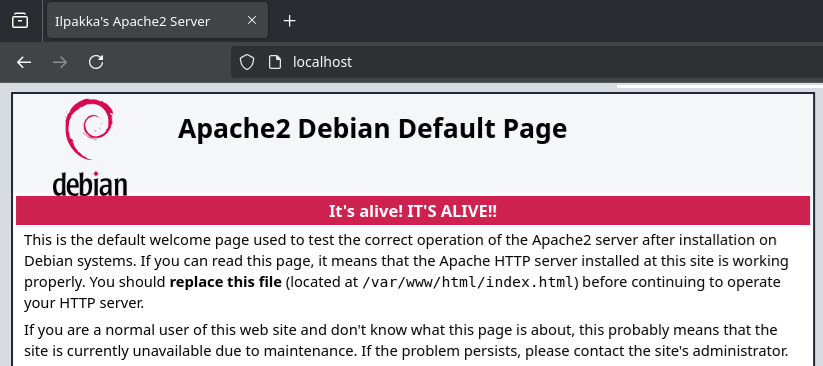 Ilpakka's Apache2 Server
localhost
Apache2 Debian Default Page
debian
It's alive! IT'S ALIVE!!
This is the default welcome page used to test the correct operation of the Apache2 server after installation on
Debian systems. If you can read this page, it means that the Apache HTTP server installed at this site is working
properly. You should replace this file (located at /var/www/html/index.html) before continuing to operate
your HTTP server.
If you are a normal user of this web site and don't know what this page is about, this probably means that the
site is currently unavailable due to maintenance. If the problem persists, please contact the site's administrator.